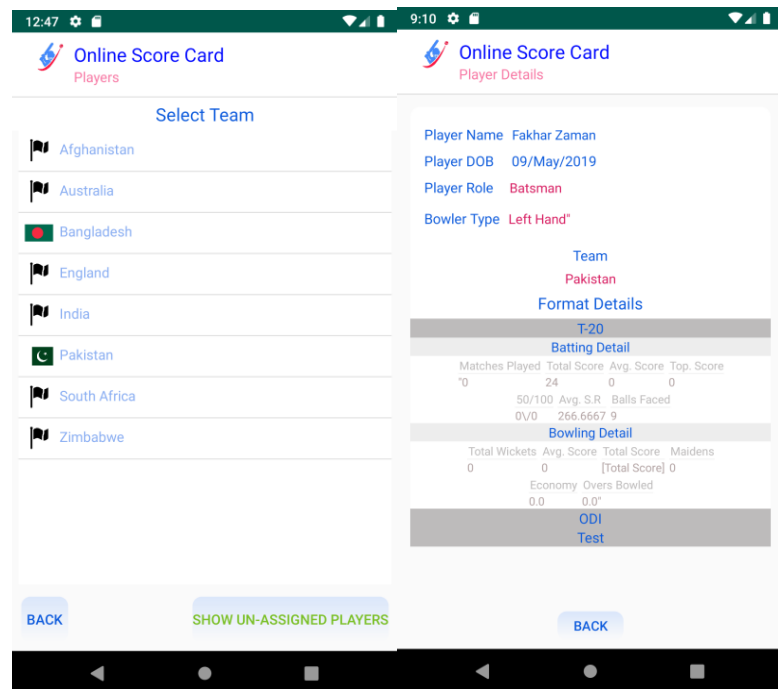 12:47
Online Score Card
Players
Select Team
Afghanistan
Australia
Bangladesh
England
India
Pakistan
South Africa
Zimbabwe
BACK SHOW UN-ASSIGNED PLAYERS
9:10
Online Score Card
Player Details
Player Name Fakhar Zaman
Player DOB 09/May/2019
Player Role Batsman
Bowler Type Left Hand"
Team
Pakistan
Format Details
T-20
Batting Detail
Matches Played Total Score Avg. Score Top. Score
"0 24 0 0
50/100 Avg. S.R Balls Faced
0\/0 266.6667 9
Bowling Detail
Total Wickets Avg. Score Total Score Maidens
0 0 [Total Score] 0
Economy Overs Bowled
0.0 0.0"
ODI
Test
BACK